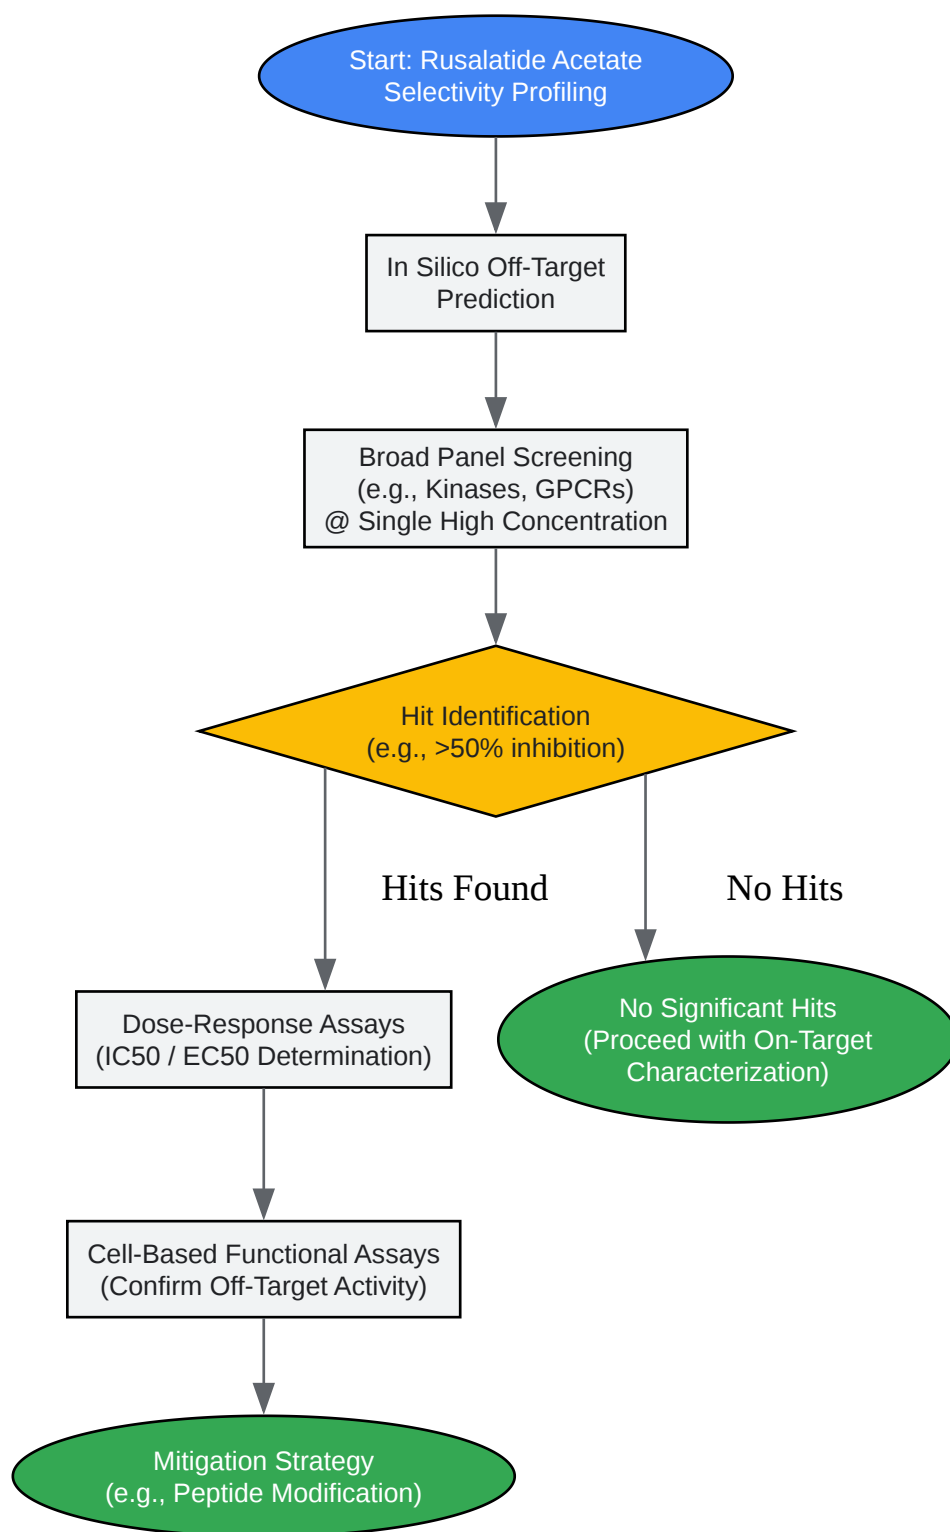 Start: Rusalatide Acetate
Selectivity Profiling
In Silico Off-Target
Prediction
Broad Panel Screening
(e.g., Kinases, GPCRs)
@ Single High Concentration
Hit Identification
(e.g., >50% inhibition)
Hits Found
No Hits
Dose-Response Assays
(IC50 / EC50 Determination)
No Significant Hits
(Proceed with On-Target
Characterization)
Cell-Based Functional Assays
(Confirm Off-Target Activity)
Mitigation Strategy
(e.g., Peptide Modification)